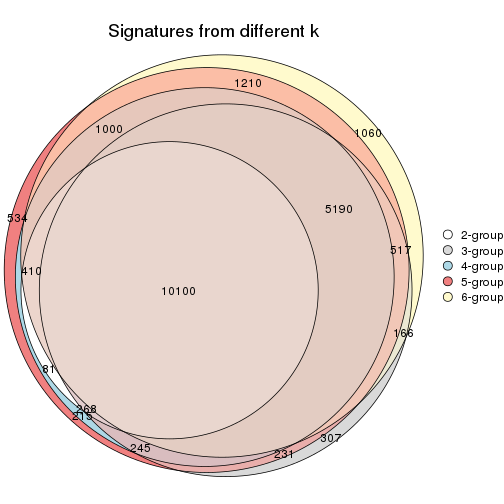 Signatures from different k
1210
1060
1000
5190
534
517
410
10100
166
81
268
215
245
231
307
2-group
3-group
4-group
5-group
6-group